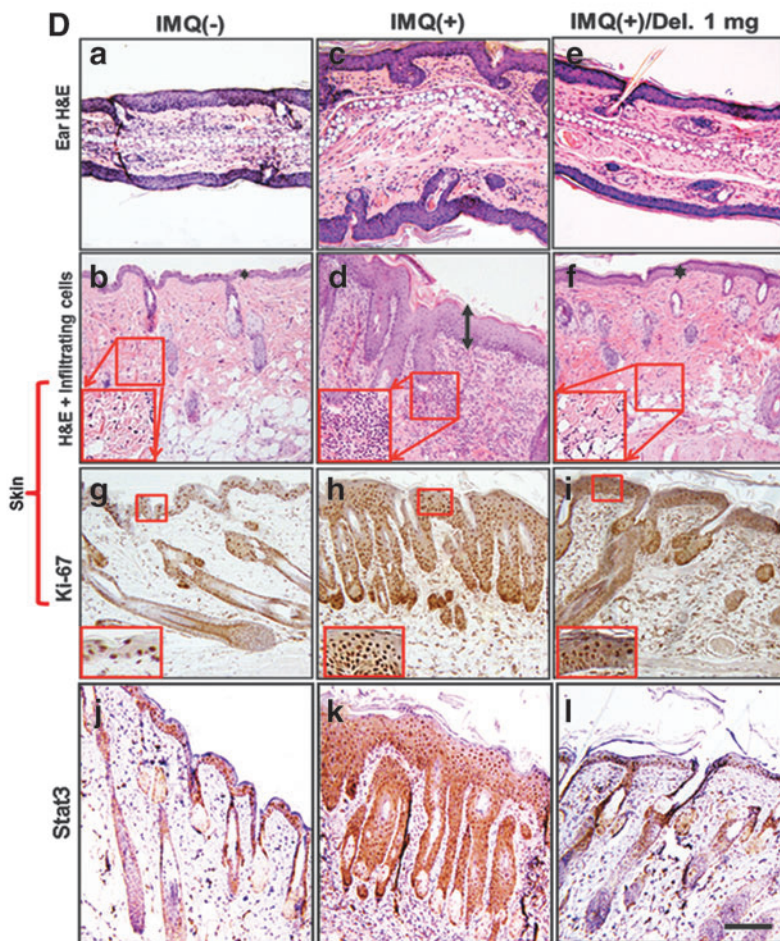 D
IMQ(-)
IMQ(+)
IMQ(+)/Del. 1 mg
Ear H&E
a
c
e
Skin
H&E + Infiltrating cells
b
d
f
Ki-67
g
h
i
Stat3
j
k
l